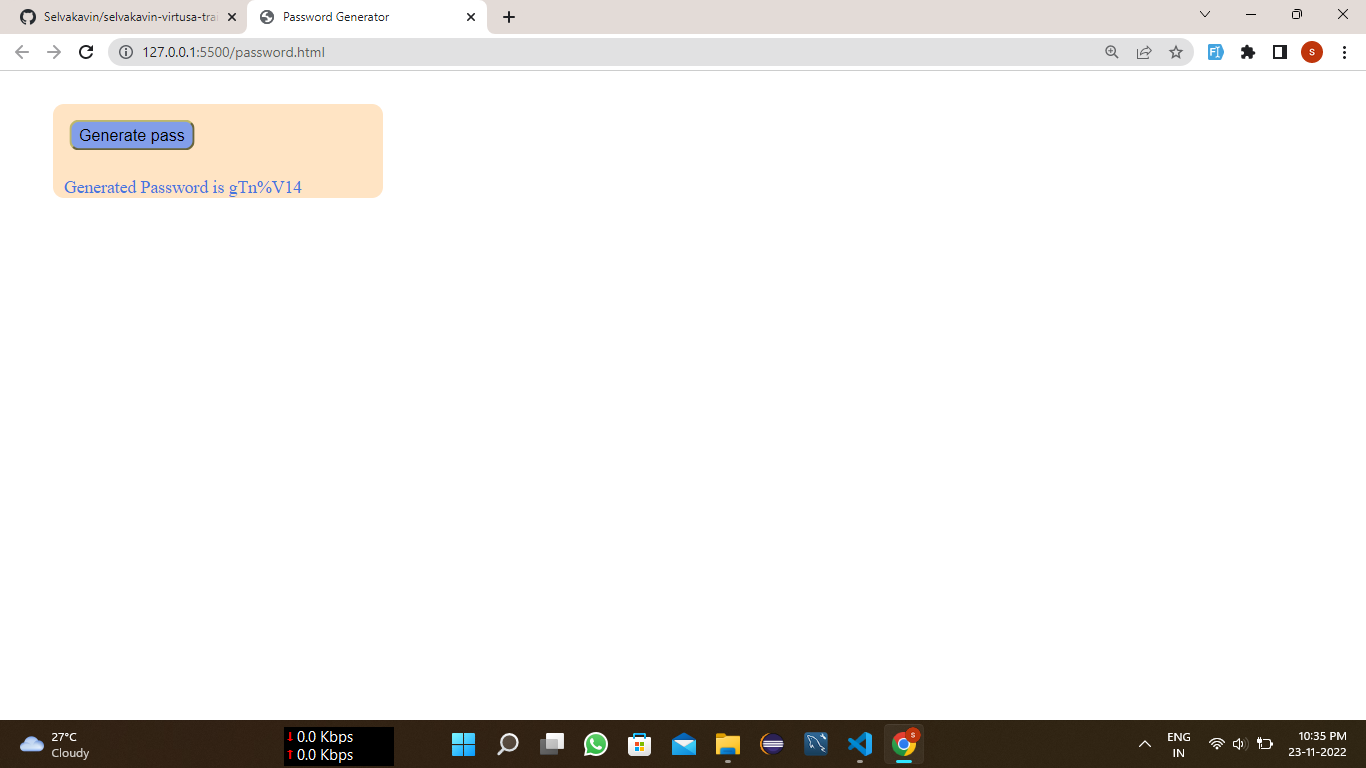 Selvakavin/selvakavin-virtusa-trai
Password Generator
127.0.0.1:5500/password.html
s
Generate pass
Generated Password is gTn%V14
27°C
Cloudy
0.0 Kbps
0.0 Kbps
s
ENG
IN
10:35 PM
23-11-2022